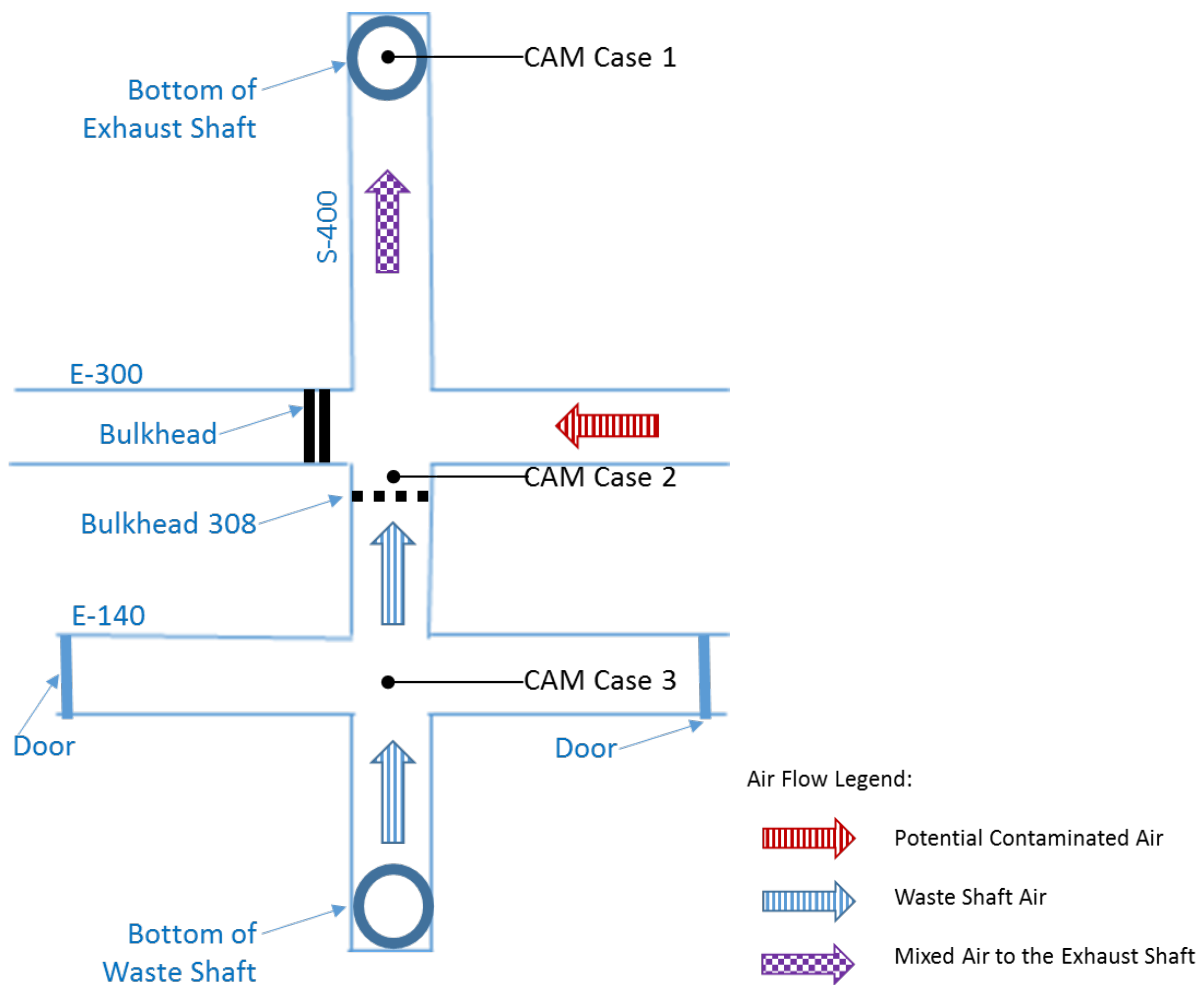 CAM Case 1
Bottom of
Exhaust Shaft
S-400
E-300
Bulkhead
CAM Case 2
Bulkhead 308
E-140
CAM Case 3
Door
Door
Air Flow Legend:
Potential Contaminated Air
Waste Shaft Air
Bottom of
Waste Shaft
Mixed Air to the Exhaust Shaft